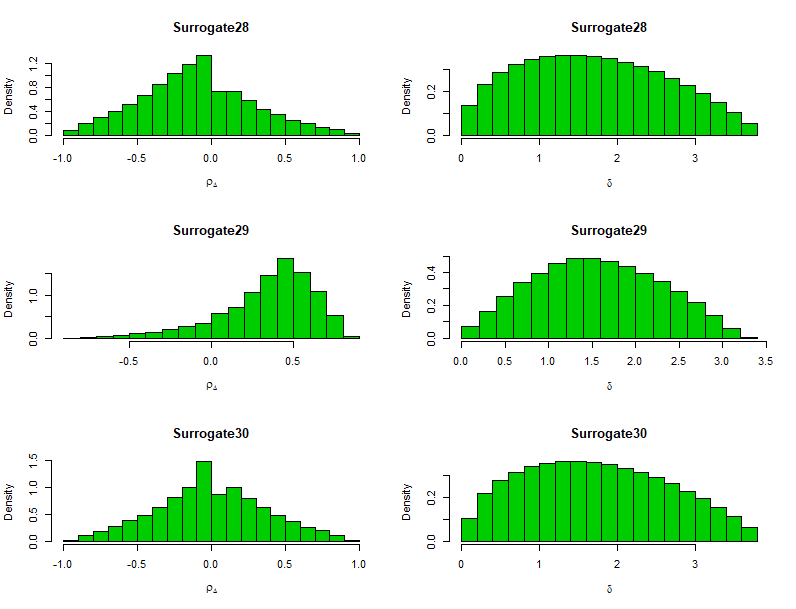 Surrogate28
Density
0.0 0.4 0.8 1.2
-1.0 -0.5 0.0 0.5 1.0
ρΔ
Surrogate28
Density
0.0 0.2
0 1 2 3
δ
Surrogate29
Density
0.0 1.0
-0.5 0.0 0.5
ρΔ
Surrogate29
Density
0.0 0.2 0.4
0.0 0.5 1.0 1.5 2.0 2.5 3.0 3.5
δ
Surrogate30
Density
0.0 0.5 1.0 1.5
-1.0 -0.5 0.0 0.5 1.0
ρΔ
Surrogate30
Density
0.0 0.2
0 1 2 3
δ